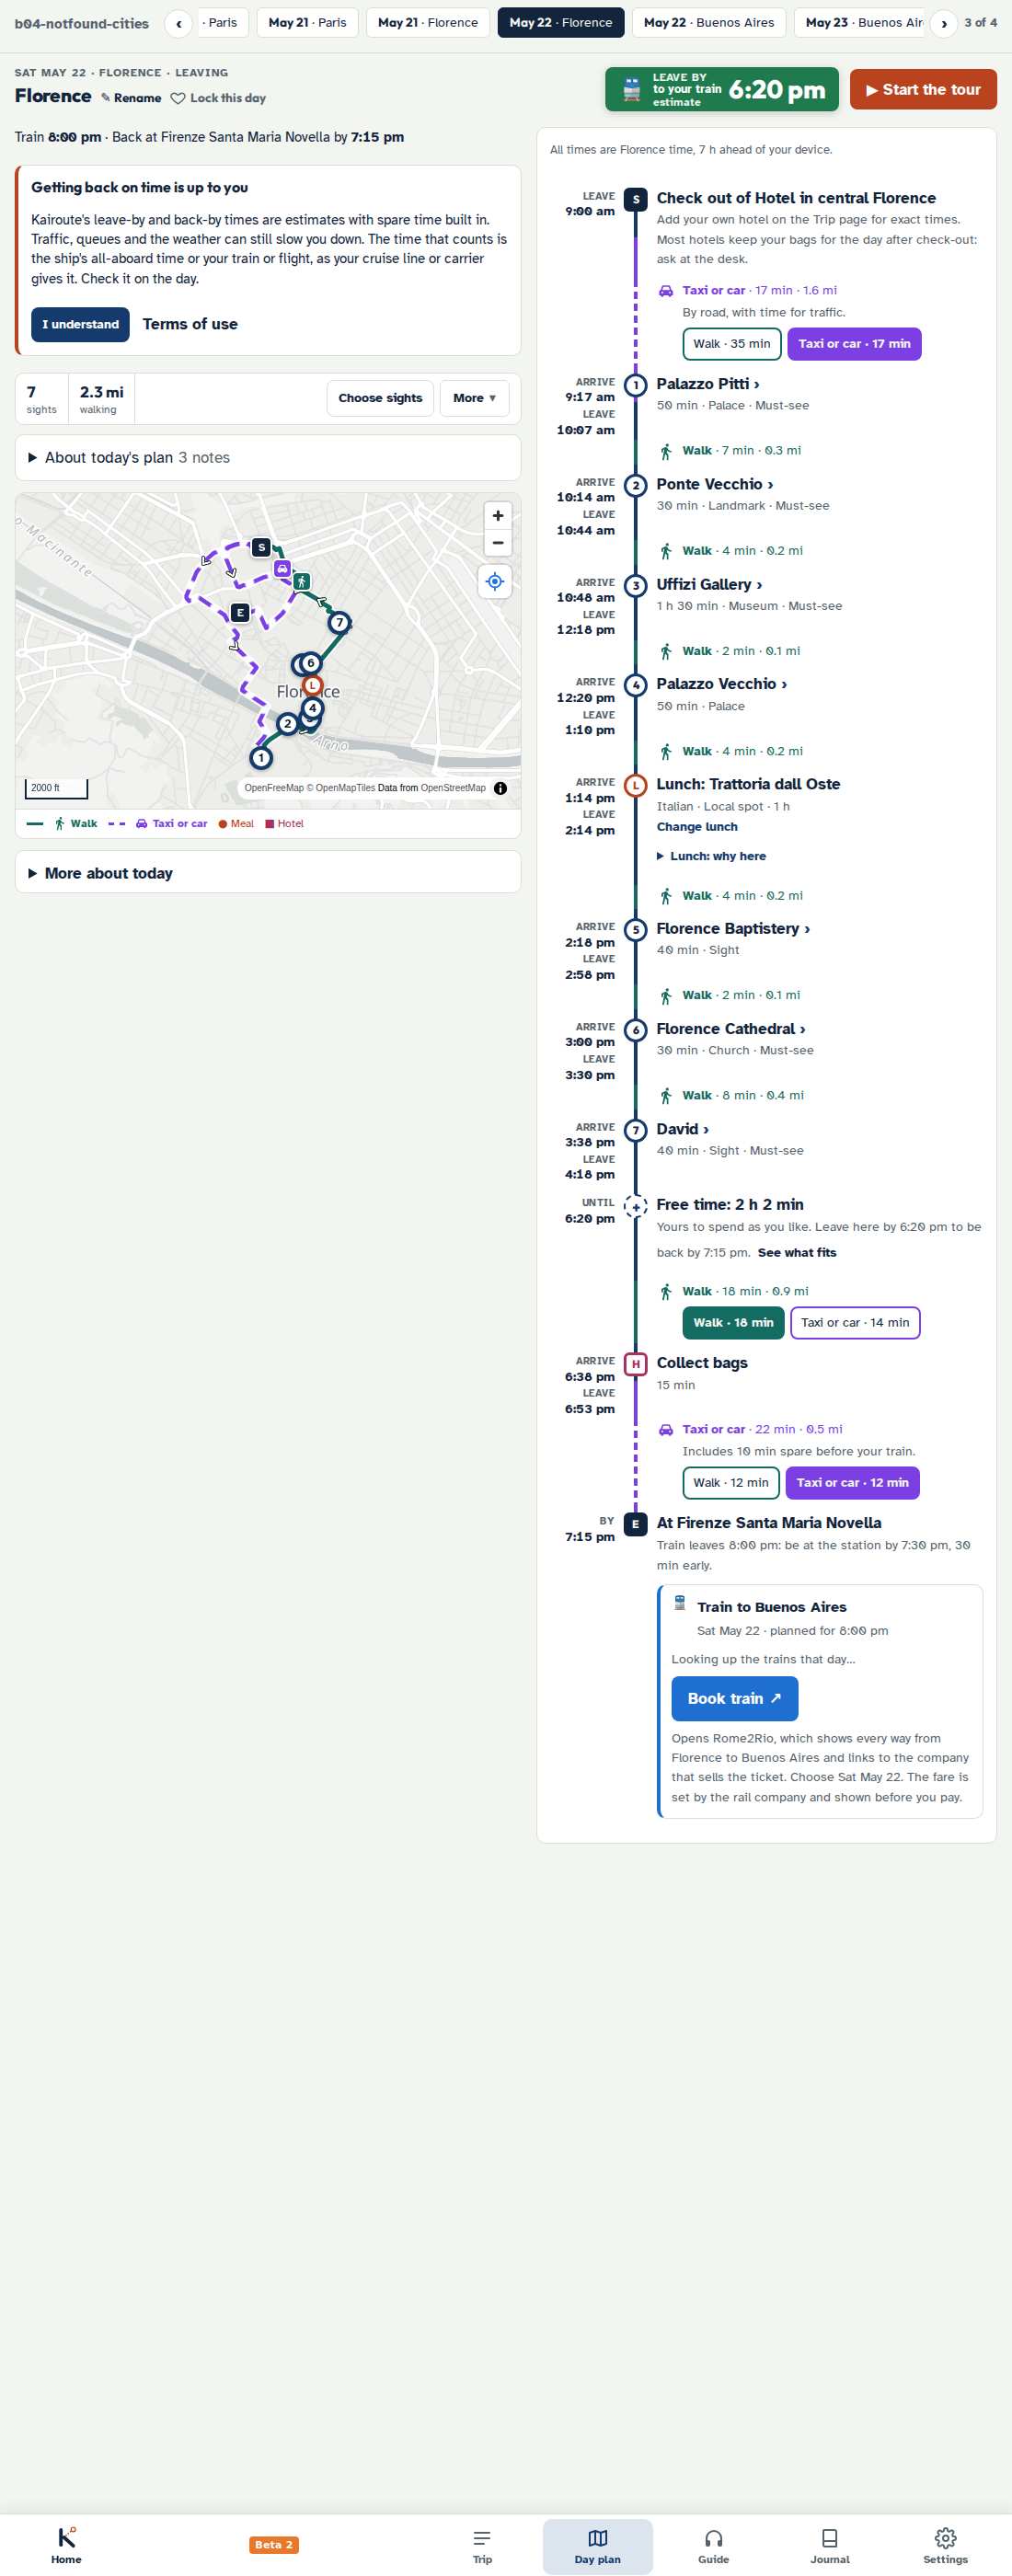 b04-notfound-cities
‹
· Paris
May 21 · Paris
May 21 · Florence
May 22 · Florence
May 22 · Buenos Aires
May 23 · Buenos Air
›
3 of 4
SAT MAY 22 · FLORENCE · LEAVING
Florence
✎ Rename
Lock this day
LEAVE BY
to your train
estimate
6:20 pm
▶ Start the tour
Train 8:00 pm · Back at Firenze Santa Maria Novella by 7:15 pm
Getting back on time is up to you
Kairoute's leave-by and back-by times are estimates with spare time built in.
Traffic, queues and the weather can still slow you down. The time that counts is
the ship's all-aboard time or your train or flight, as your cruise line or carrier
gives it. Check it on the day.
I understand
Terms of use
7
sights
2.3 mi
walking
Choose sights
More ▼
▶ About today's plan 3 notes
o-Macinante
S
E
7
6
L
Florence
4
2
1
Arno
+
−
2000 ft
OpenFreeMap © OpenMapTiles Data from OpenStreetMap
Walk
Taxi or car
Meal
Hotel
▶ More about today
All times are Florence time, 7 h ahead of your device.
LEAVE
9:00 am
S
Check out of Hotel in central Florence
Add your own hotel on the Trip page for exact times.
Most hotels keep your bags for the day after check-out:
ask at the desk.
Taxi or car · 17 min · 1.6 mi
By road, with time for traffic.
Walk · 35 min
Taxi or car · 17 min
ARRIVE
9:17 am
LEAVE
10:07 am
1
Palazzo Pitti ›
50 min · Palace · Must-see
Walk · 7 min · 0.3 mi
ARRIVE
10:14 am
LEAVE
10:44 am
2
Ponte Vecchio ›
30 min · Landmark · Must-see
Walk · 4 min · 0.2 mi
ARRIVE
10:48 am
LEAVE
12:18 pm
3
Uffizi Gallery ›
1 h 30 min · Museum · Must-see
Walk · 2 min · 0.1 mi
ARRIVE
12:20 pm
LEAVE
1:10 pm
4
Palazzo Vecchio ›
50 min · Palace
Walk · 4 min · 0.2 mi
ARRIVE
1:14 pm
LEAVE
2:14 pm
L
Lunch: Trattoria dall Oste
Italian · Local spot · 1 h
Change lunch
▶ Lunch: why here
Walk · 4 min · 0.2 mi
ARRIVE
2:18 pm
LEAVE
2:58 pm
5
Florence Baptistery ›
40 min · Sight
Walk · 2 min · 0.1 mi
ARRIVE
3:00 pm
LEAVE
3:30 pm
6
Florence Cathedral ›
30 min · Church · Must-see
Walk · 8 min · 0.4 mi
ARRIVE
3:38 pm
LEAVE
4:18 pm
7
David ›
40 min · Sight · Must-see
UNTIL
6:20 pm
+
Free time: 2 h 2 min
Yours to spend as you like. Leave here by 6:20 pm to be
back by 7:15 pm. See what fits
Walk · 18 min · 0.9 mi
Walk · 18 min
Taxi or car · 14 min
ARRIVE
6:38 pm
LEAVE
6:53 pm
H
Collect bags
15 min
Taxi or car · 22 min · 0.5 mi
Includes 10 min spare before your train.
Walk · 12 min
Taxi or car · 12 min
BY
7:15 pm
E
At Firenze Santa Maria Novella
Train leaves 8:00 pm: be at the station by 7:30 pm, 30
min early.
Train to Buenos Aires
Sat May 22 · planned for 8:00 pm
Looking up the trains that day...
Book train ↗
Opens Rome2Rio, which shows every way from
Florence to Buenos Aires and links to the company
that sells the ticket. Choose Sat May 22. The fare is
set by the rail company and shown before you pay.
Home
Beta 2
Trip
Day plan
Guide
Journal
Settings